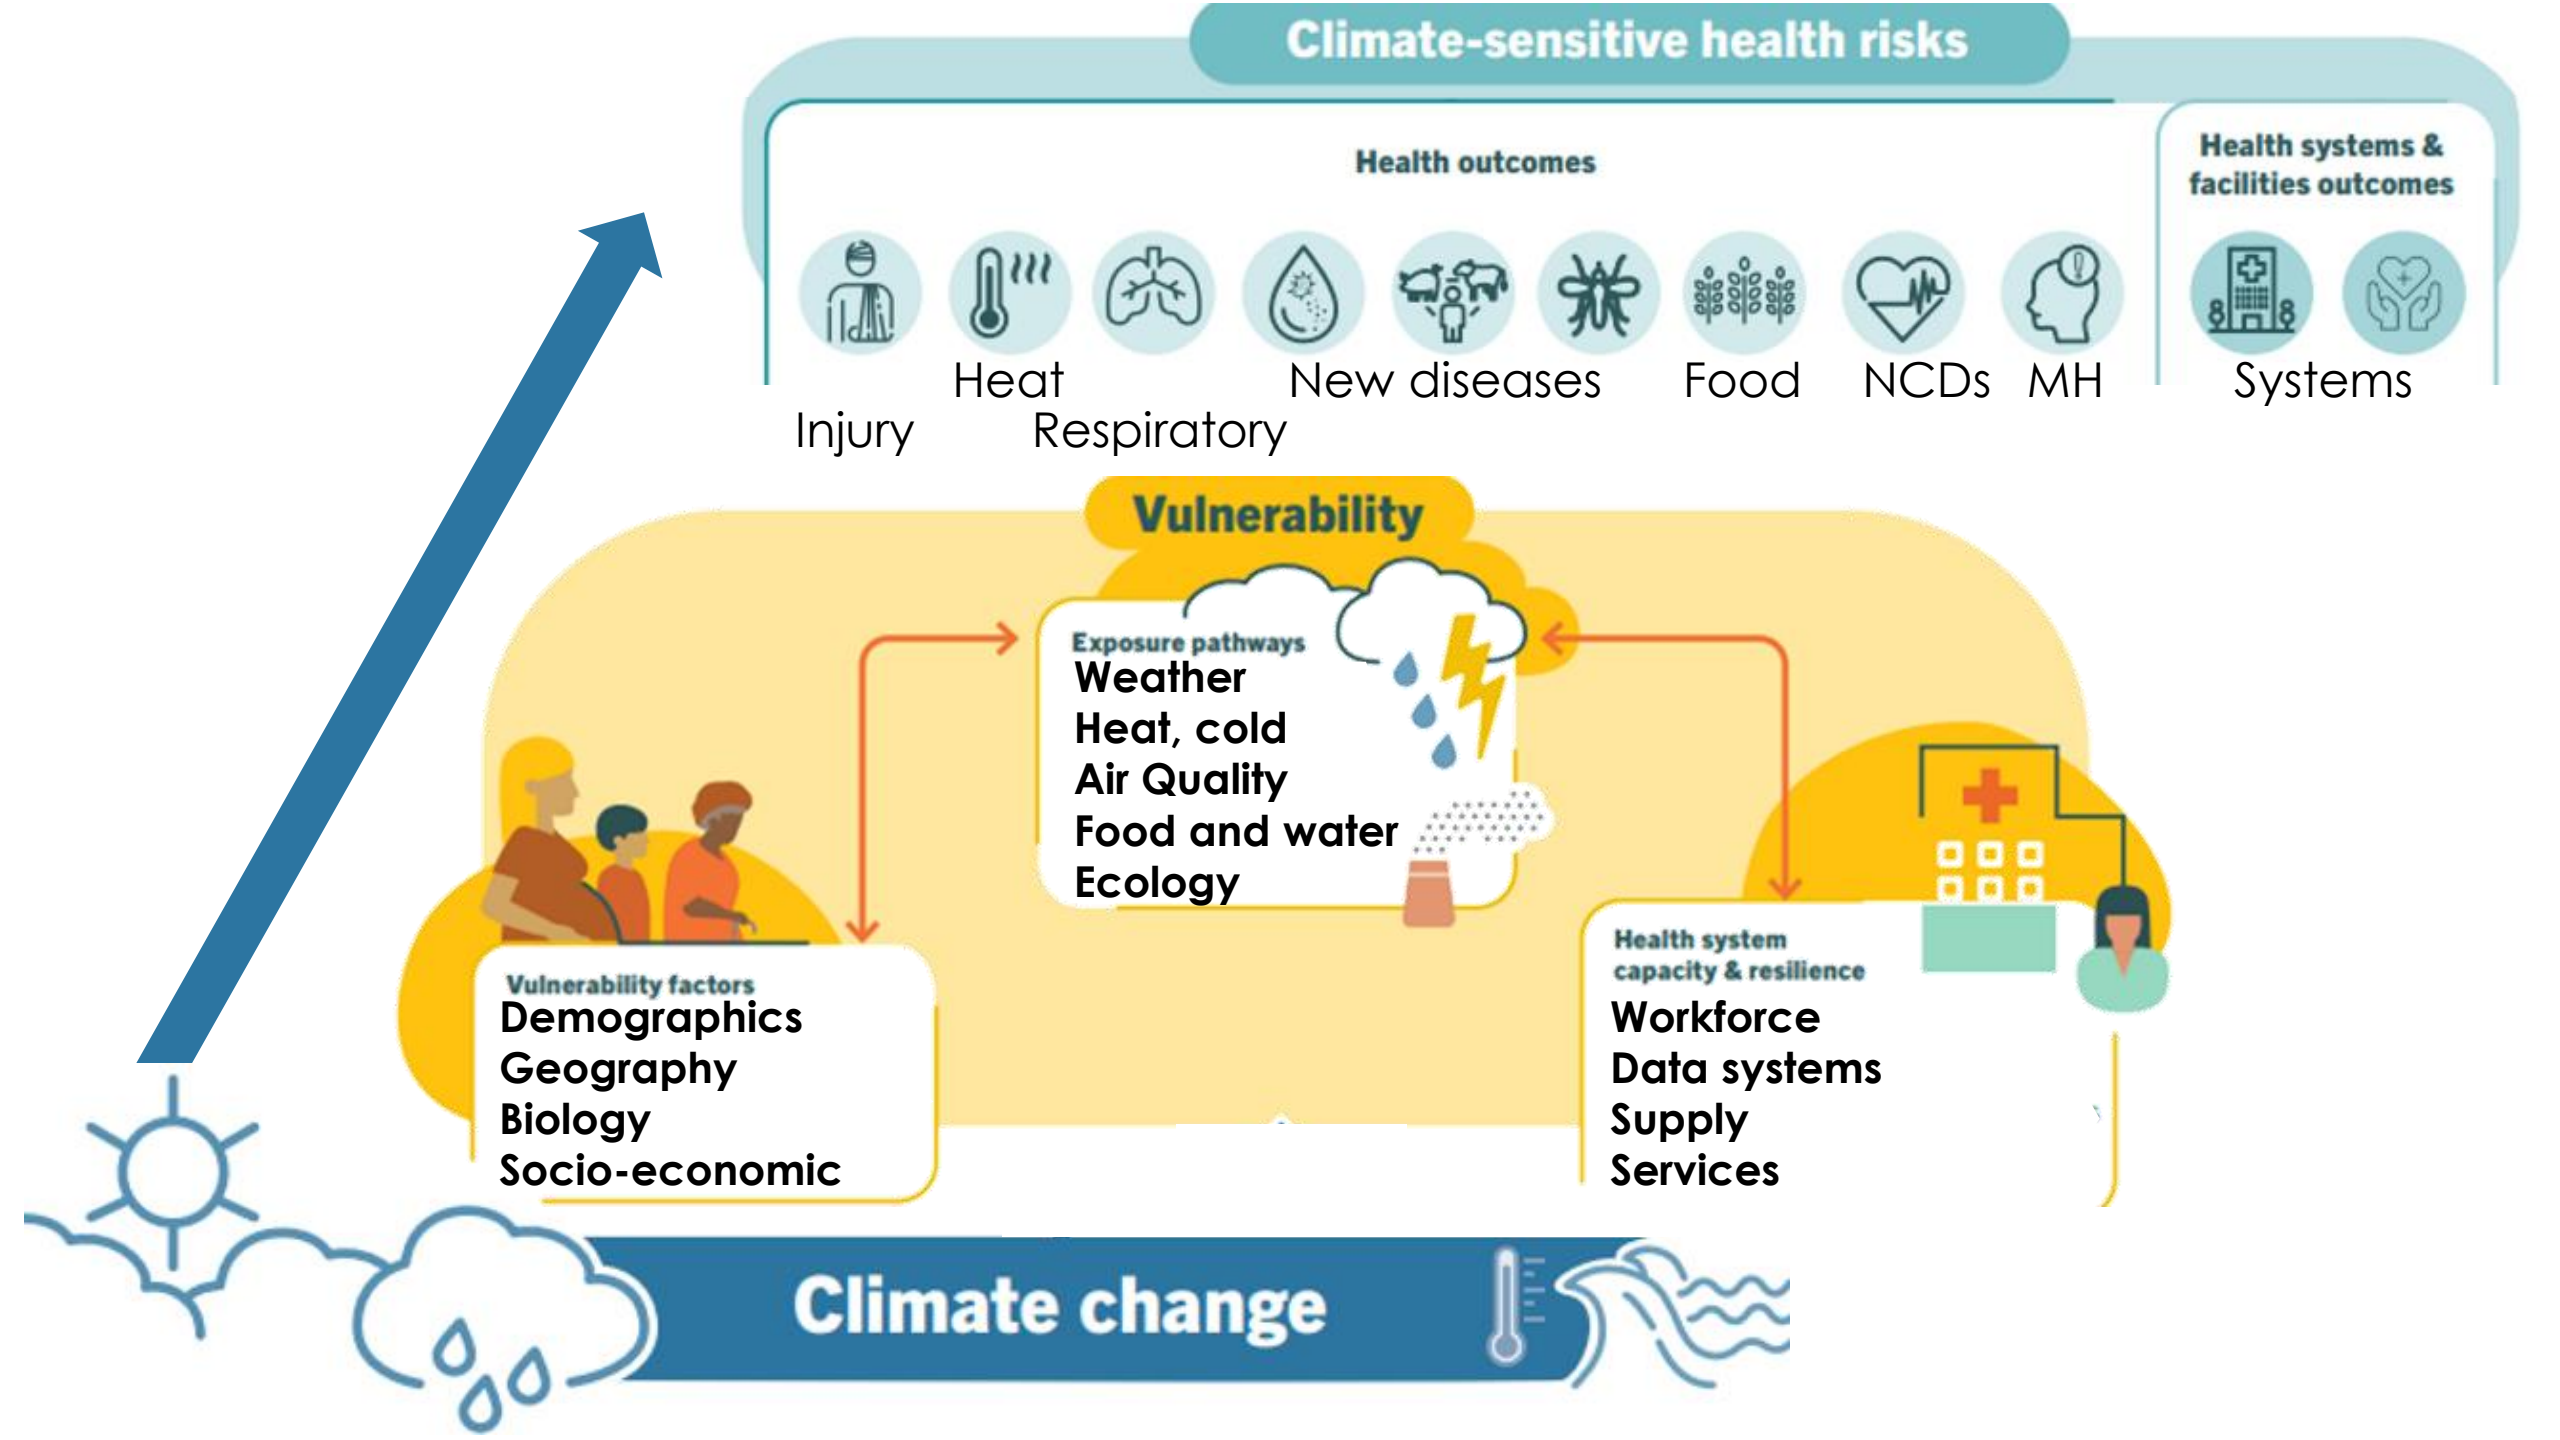 Climate-sensitive health risks
Health outcomes
Health systems &
facilities outcomes
Heat
New diseases
Food
NCDs
MH
Systems
Injury
Respiratory
Vulnerability
Exposure pathways
Weather
Heat, cold
Air Quality
Food and water
Ecology
Vulnerability factors
Demographics
Geography
Biology
Socio-economic
Health system
capacity & resilience
Workforce
Data systems
Supply
Services
Climate change